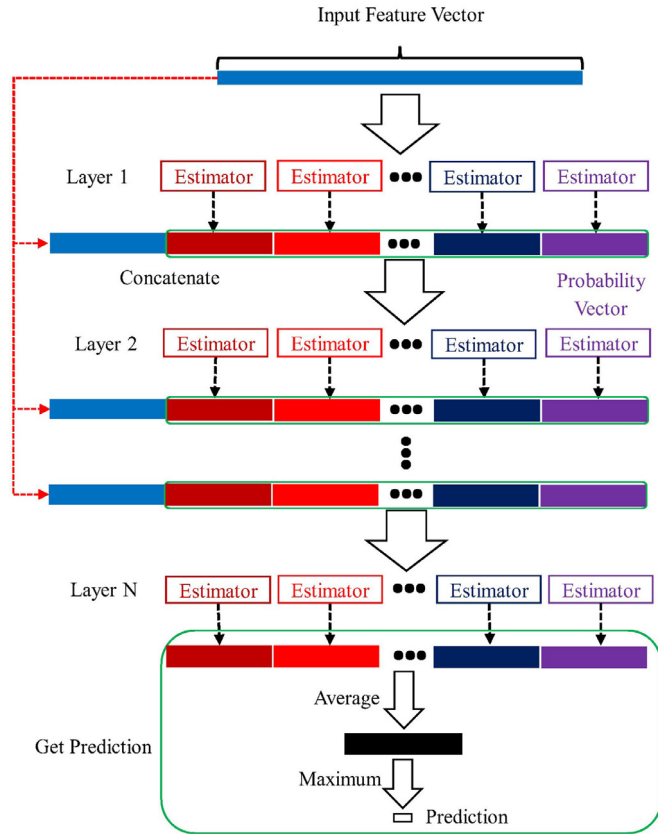 Input Feature Vector
Layer 1
Estimator Estimator Estimator Estimator
Concatenate
Probability
Vector
Layer 2
Estimator Estimator Estimator Estimator
Layer N
Estimator Estimator Estimator Estimator
Average
Get Prediction
Maximum
Prediction